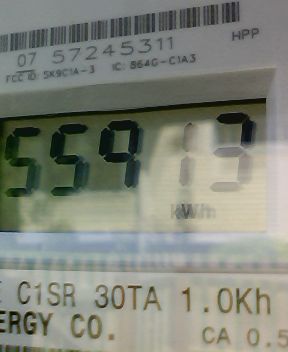 07 57245311
HPP
FCC ID: SK9C1A-3 IC: 864G-C1A3
55913
kWh
C1SR 30TA 1.0Kh
ERGY CO.
CA 0.5